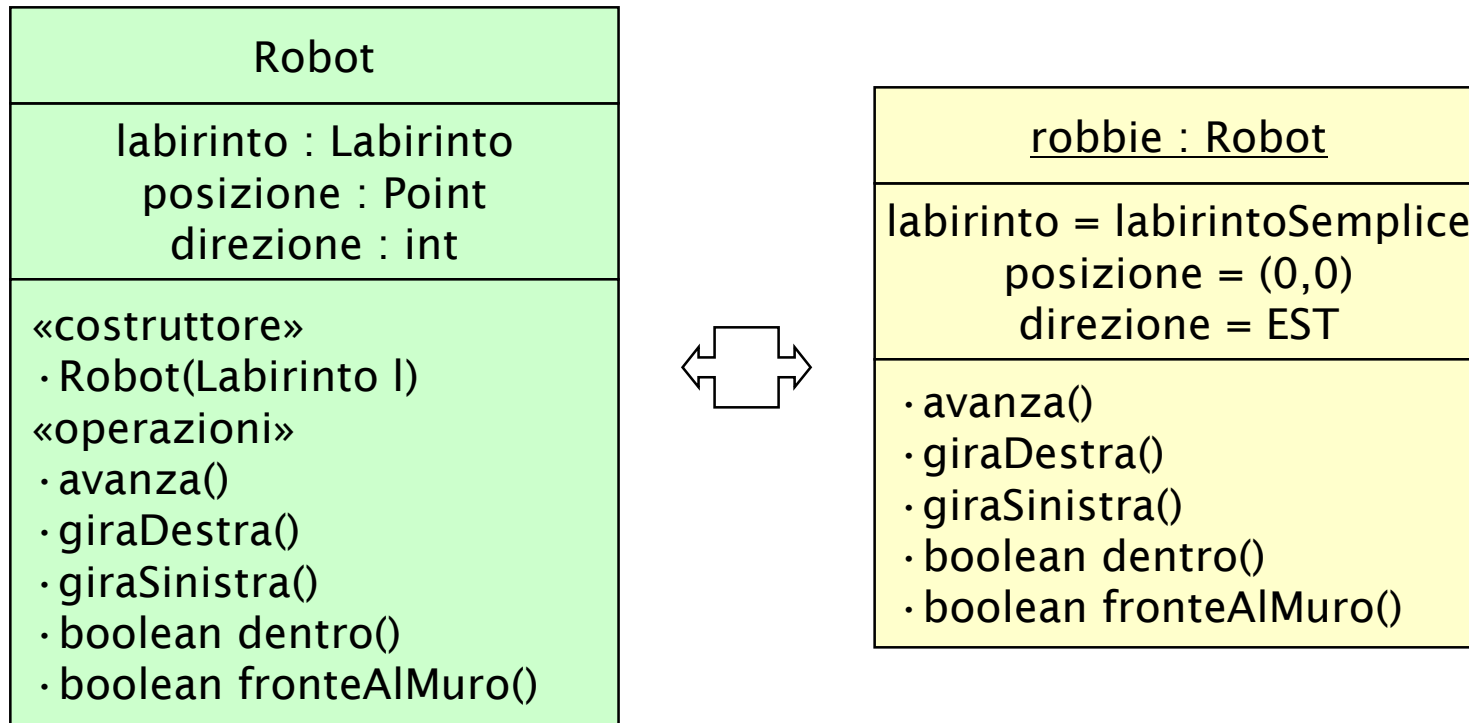 Robot
labirinto : Labirinto
posizione : Point
direzione : int
«costruttore»
·Robot(Labirinto l)
«operazioni»
·avanza()
·giraDestra()
·giraSinistra()
·boolean dentro()
·boolean fronteAlMuro()
robbie : Robot
labirinto = labirintoSemplice
posizione = (0,0)
direzione = EST
·avanza()
·giraDestra()
·giraSinistra()
·boolean dentro()
·boolean fronteAlMuro()